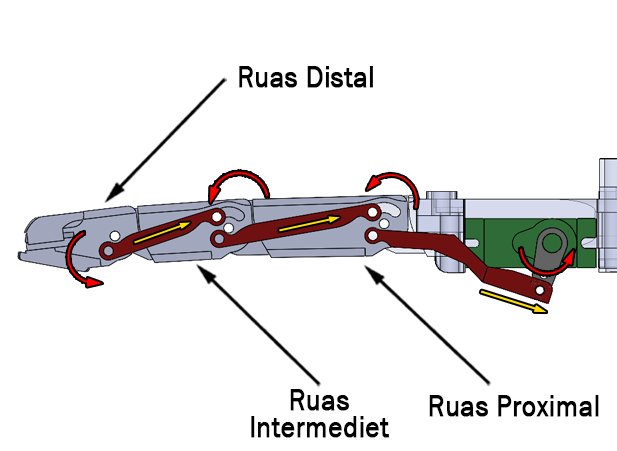 Ruas Distal
Ruas
Intermediet
Ruas Proximal